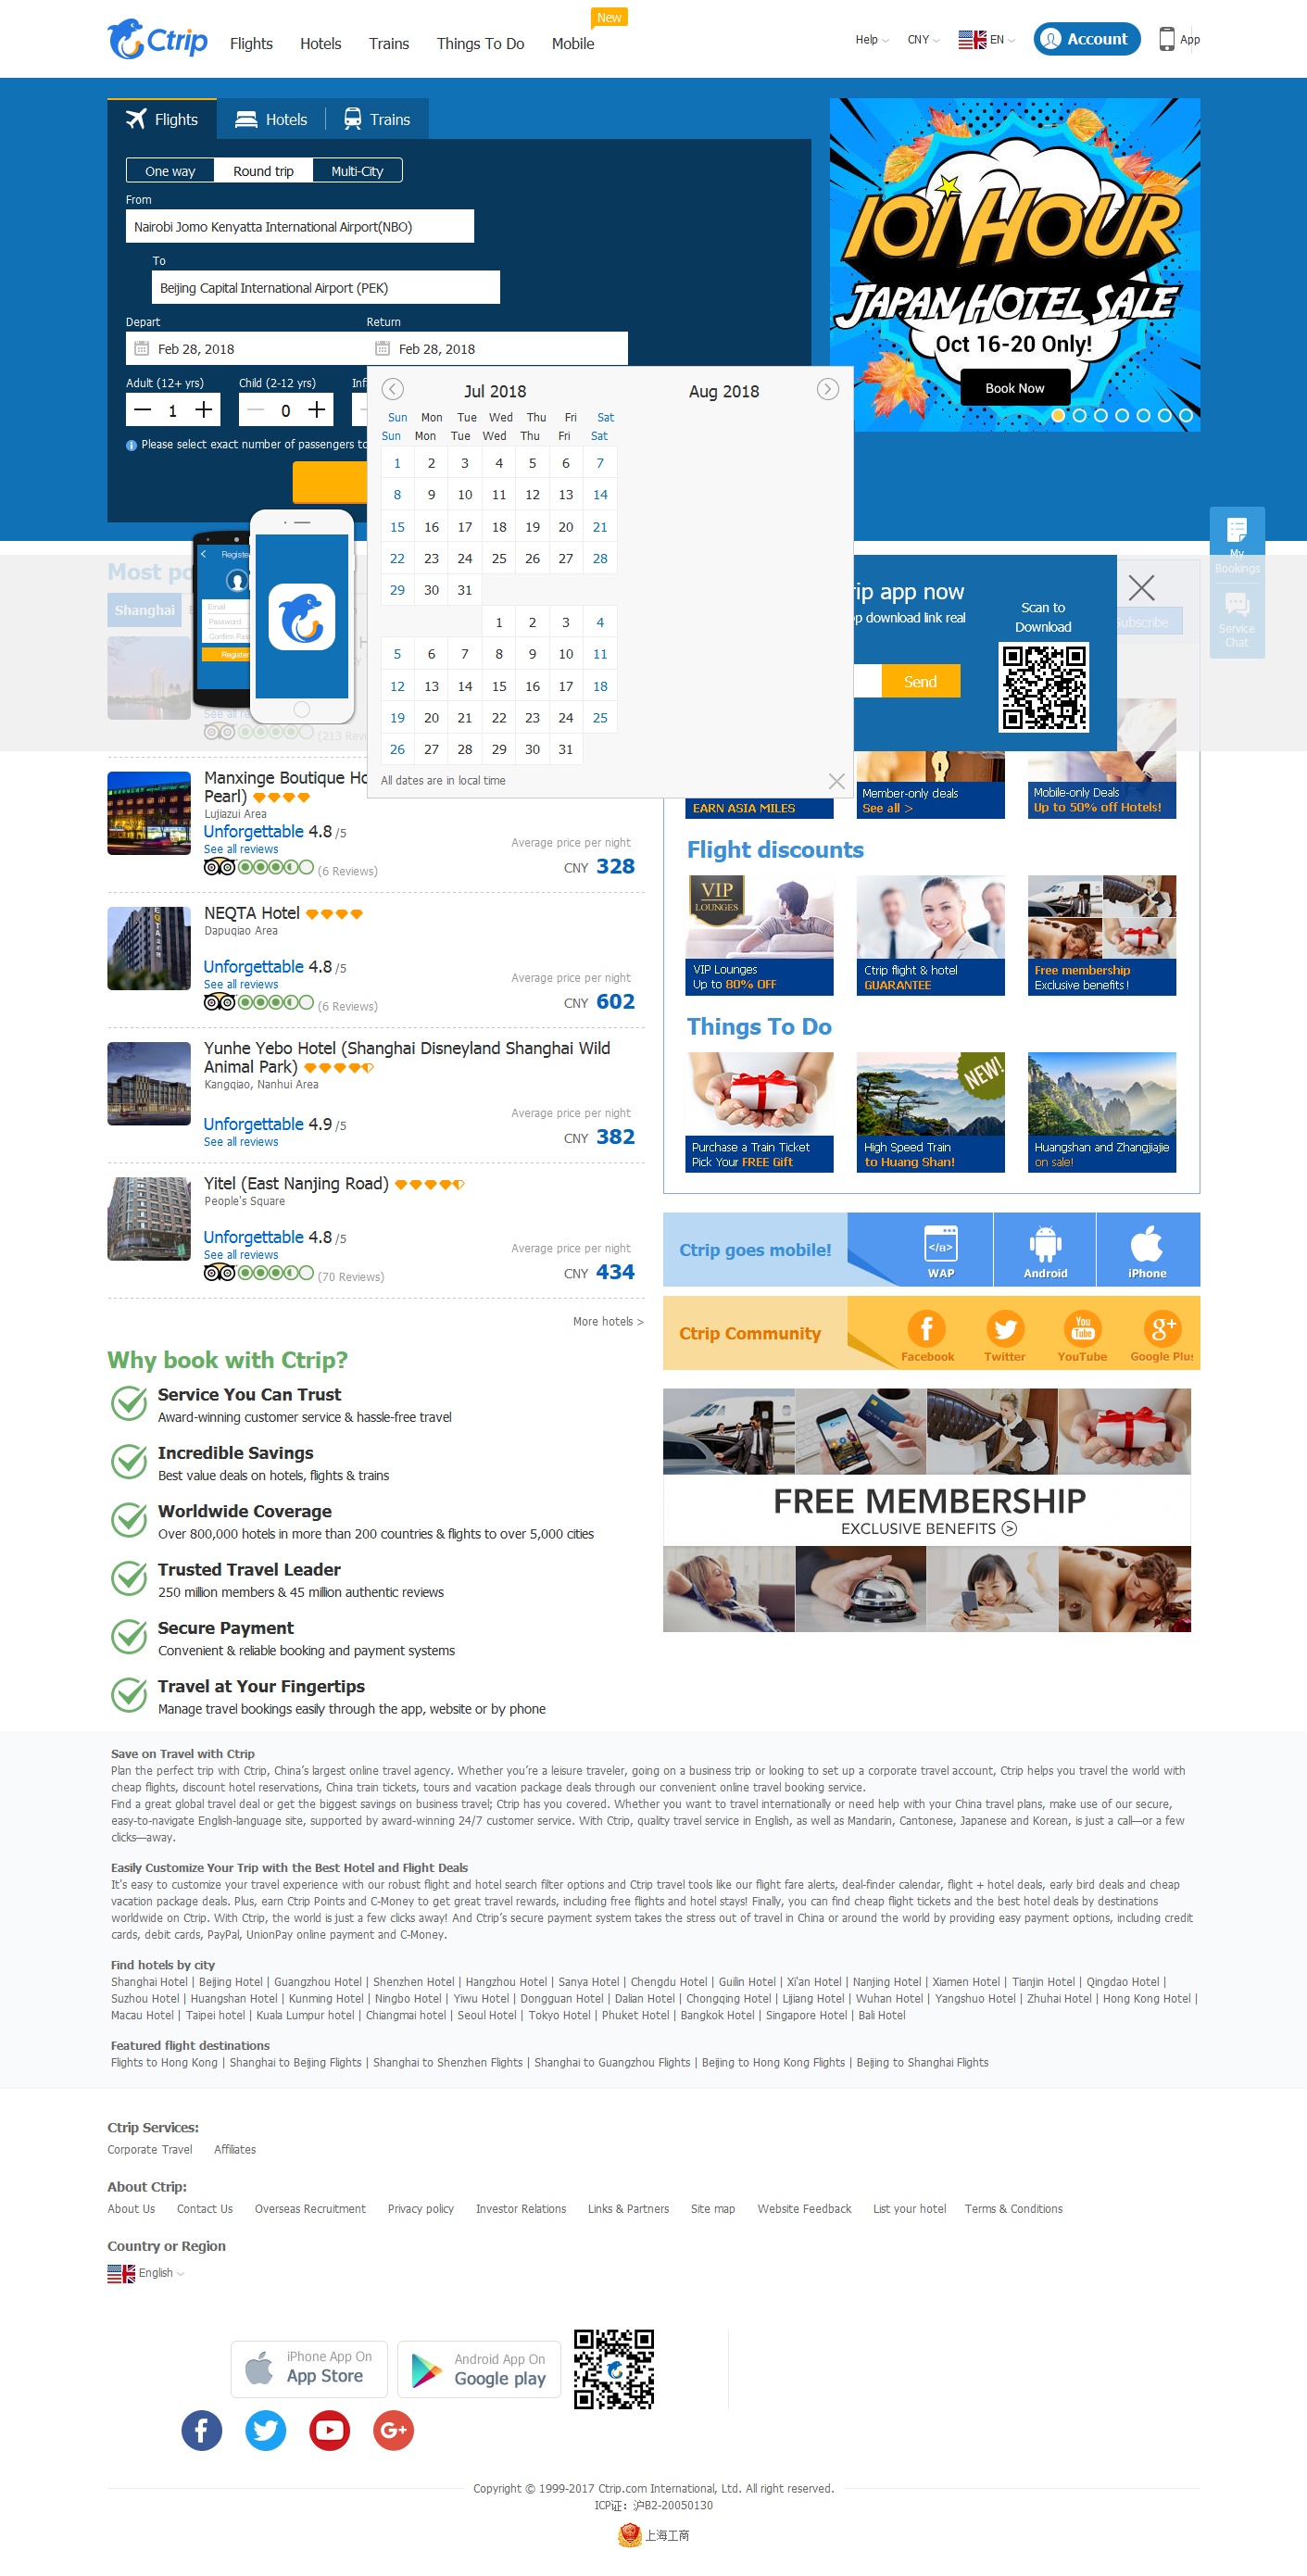 Ctrip
Flights
Hotels
Trains
Things To Do
Mobile
New
Help
CNY
EN
Account
App
Flights
Hotels
Trains
One way
Round trip
Multi-City
From
Nairobi Jomo Kenyatta International Airport(NBO)
To
Beijing Capital International Airport (PEK)
Depart
Return
Feb 28, 2018
Feb 28, 2018
Adult (12+ yrs)
Child (2-12 yrs)
1
0
Please select exact number of passengers to
101 HOUR
JAPAN HOTEL SALE
Oct 16-20 Only!
Book Now
Jul 2018
Aug 2018
Sun Mon Tue Wed Thu Fri Sat
Sun Mon Tue Wed Thu Fri Sat
1 2 3 4 5 6 7
8 9 10 11 12 13 14
15 16 17 18 19 20 21
22 23 24 25 26 27 28
29 30 31
1 2 3 4
5 6 7 8 9 10 11
12 13 14 15 16 17 18
19 20 21 22 23 24 25
26 27 28 29 30 31
All dates are in local time
My
Bookings
Service
Chat
Shanghai
Register
Email
Password
Register
app now
download link real
Send
Scan to
Download
Subscribe
See all
(213
EARN ASIA MILES
Member-only deals
See all >
Mobile-only Deals
Up to 50% off Hotels!
Manxinge Boutique
Pearl)
Lujiazui Area
Unforgettable 4.8 /5
See all reviews
(6 Reviews)
Average price per night
CNY 328
NEQTA Hotel
Dapuqiao Area
Unforgettable 4.8 /5
See all reviews
(6 Reviews)
Average price per night
CNY 602
Yunhe Yebo Hotel (Shanghai Disneyland Shanghai Wild
Animal Park)
Kangqiao, Nanhui Area
Unforgettable 4.9 /5
See all reviews
Average price per night
CNY 382
Yitel (East Nanjing Road)
People's Square
Unforgettable 4.8 /5
See all reviews
(70 Reviews)
Average price per night
CNY 434
More hotels >
Flight discounts
VIP
LOUNGES
VIP Lounges
Up to 80% OFF
Ctrip flight & hotel
GUARANTEE
Free membership
Exclusive benefits!
Things To Do
Purchase a Train Ticket
Pick Your FREE Gift
NEW!
High Speed Train
to Huang Shan!
Huangshan and Zhangjiajie
on sale!
Ctrip goes mobile!
</a>
WAP
Android
iPhone
Ctrip Community
Facebook
Twitter
You
Tube
YouTube
g+
Google Plus
FREE MEMBERSHIP
EXCLUSIVE BENEFITS
Why book with Ctrip?
Service You Can Trust
Award-winning customer service & hassle-free travel
Incredible Savings
Best value deals on hotels, flights & trains
Worldwide Coverage
Over 800,000 hotels in more than 200 countries & flights to over 5,000 cities
Trusted Travel Leader
250 million members & 45 million authentic reviews
Secure Payment
Convenient & reliable booking and payment systems
Travel at Your Fingertips
Manage travel bookings easily through the app, website or by phone
Save on Travel with Ctrip
Plan the perfect trip with Ctrip, China's largest online travel agency. Whether you're a leisure traveler, going on a business trip or looking to set up a corporate travel account, Ctrip helps you travel the world with
cheap flights, discount hotel reservations, China train tickets, tours and vacation package deals through our convenient online travel booking service.
Find a great global travel deal or get the biggest savings on business travel; Ctrip has you covered. Whether you want to travel internationally or need help with your China travel plans, make use of our secure,
easy-to-navigate English-language site, supported by award-winning 24/7 customer service. With Ctrip, quality travel service in English, as well as Mandarin, Cantonese, Japanese and Korean, is just a call—or a few
clicks—away.
Easily Customize Your Trip with the Best Hotel and Flight Deals
It's easy to customize your travel experience with our robust flight and hotel search filter options and Ctrip travel tools like our flight fare alerts, deal-finder calendar, flight + hotel deals, early bird deals and cheap
vacation package deals. Plus, earn Ctrip Points and C-Money to get great travel rewards, including free flights and hotel stays! Finally, you can find cheap flight tickets and the best hotel deals by destinations
worldwide on Ctrip. With Ctrip, the world is just a few clicks away! And Ctrip's secure payment system takes the stress out of travel in China or around the world by providing easy payment options, including credit
cards, debit cards, PayPal, UnionPay online payment and C-Money.
Find hotels by city
Shanghai Hotel | Beijing Hotel | Guangzhou Hotel | Shenzhen Hotel | Hangzhou Hotel | Sanya Hotel | Chengdu Hotel | Guilin Hotel | Xi'an Hotel | Nanjing Hotel | Xiamen Hotel | Tianjin Hotel | Qingdao Hotel |
Suzhou Hotel | Huangshan Hotel | Kunming Hotel | Ningbo Hotel | Yiwu Hotel | Dongguan Hotel | Dalian Hotel | Chongqing Hotel | Lijiang Hotel | Wuhan Hotel | Yangshuo Hotel | Zhuhai Hotel | Hong Kong Hotel |
Macau Hotel | Taipei hotel | Kuala Lumpur hotel | Chiangmai hotel | Seoul Hotel | Tokyo Hotel | Phuket Hotel | Bangkok Hotel | Singapore Hotel | Bali Hotel
Featured flight destinations
Flights to Hong Kong | Shanghai to Beijing Flights | Shanghai to Shenzhen Flights | Shanghai to Guangzhou Flights | Beijing to Hong Kong Flights | Beijing to Shanghai Flights
Ctrip Services:
Corporate Travel
Affiliates
About Ctrip:
About Us
Contact Us
Overseas Recruitment
Privacy policy
Investor Relations
Links & Partners
Site map
Website Feedback
List your hotel
Terms & Conditions
Country or Region
English
iPhone App On
App Store
Android App On
Google play
G+
Copyright © 1999-2017 Ctrip.com International, Ltd. All right reserved.
ICP证：沪B2-20050130
上海工商